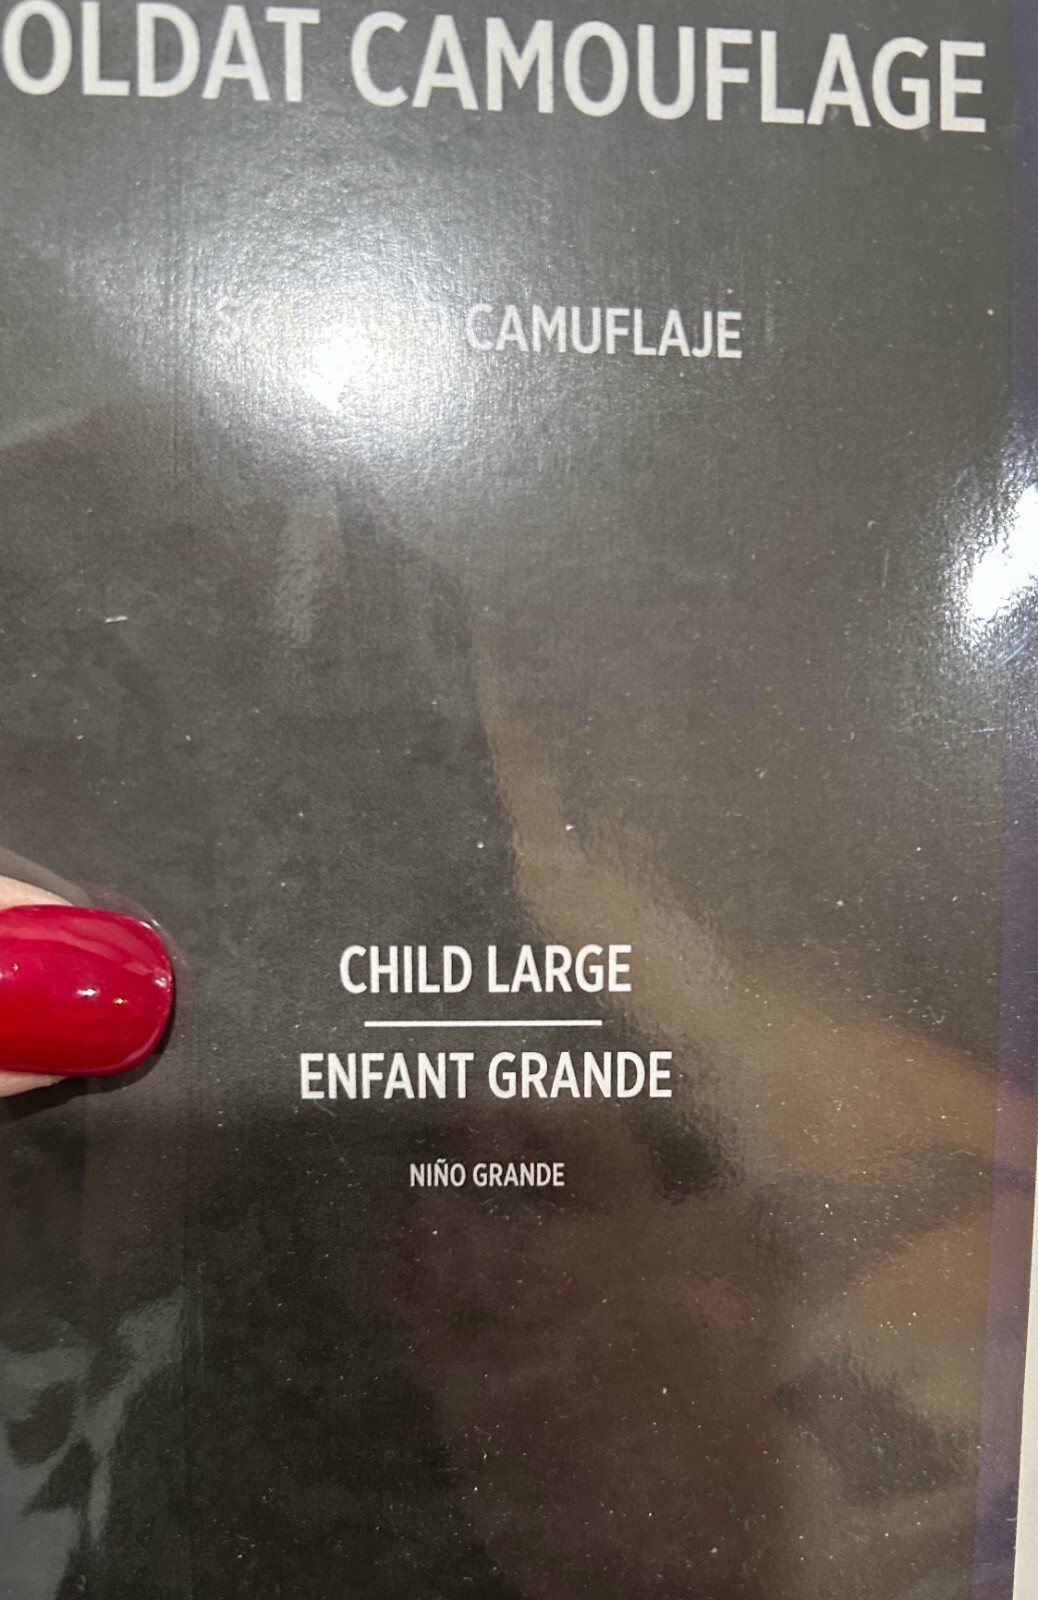 OLDAT CAMOUFLAGE
CAMUFLAJE
CHILD LARGE
ENFANT GRANDE
NIÑO GRANDE